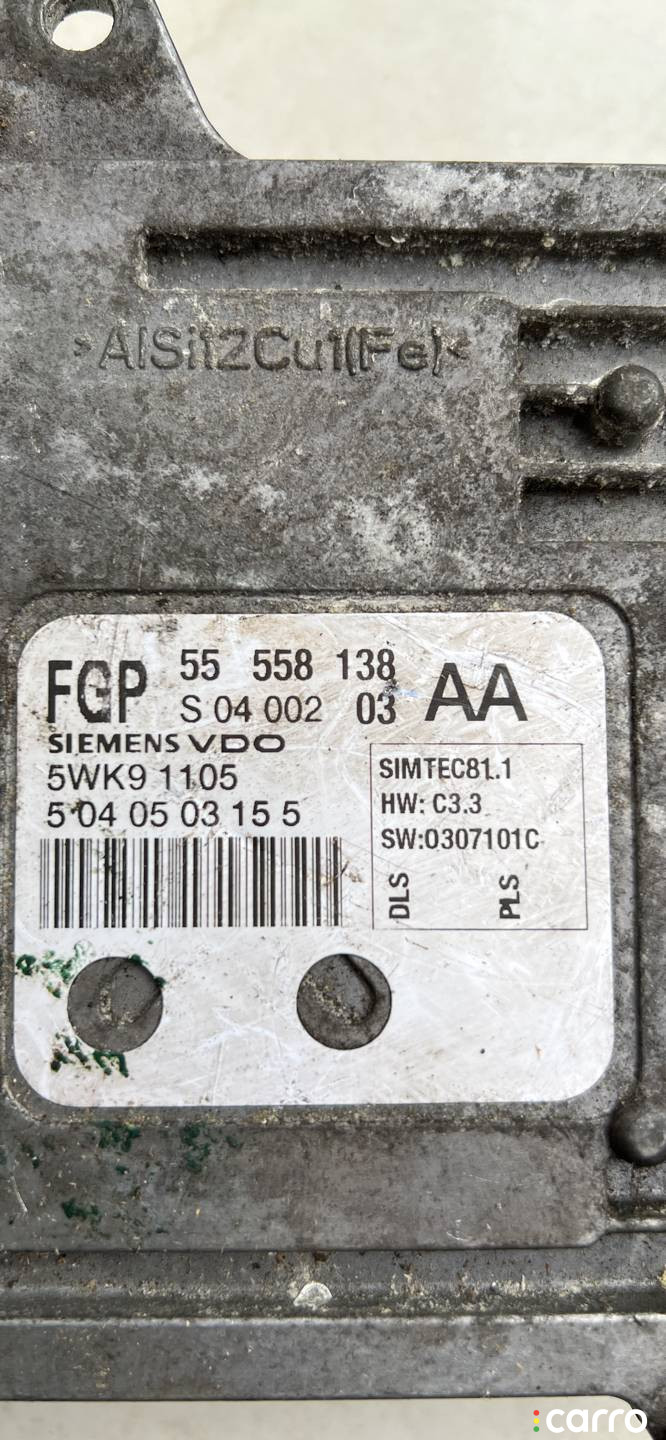 >AlSi12Cu1(Fe)<
FGP 55 558 138 AA
S 04 002 03
SIEMENS VDO
5WK9 1105
5 04 05 03 15 5
SIMTEC81.1
HW: C3.3
SW:0307101C
DLS PLS
carro